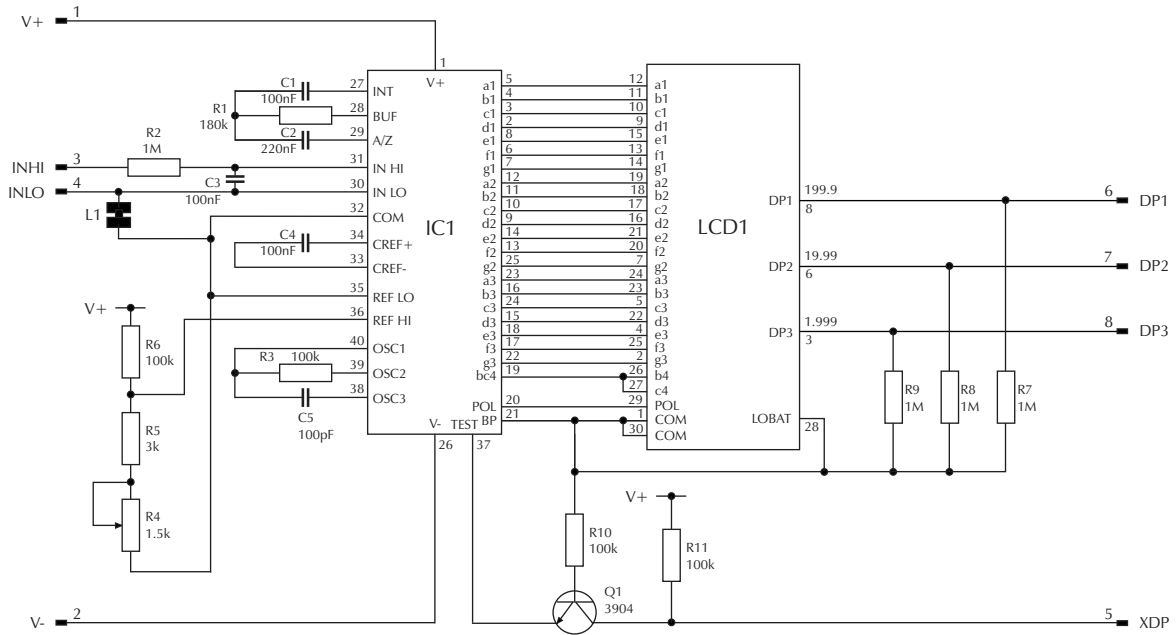 V+ 1
1
V+
C1
100nF
27 INT
R1
180k
28 BUF
C2
220nF
29 A/Z
R2
1M
INHI 3
31 IN HI
INLO 4
C3
100nF
30 IN LO
L1
32 COM
C4
100nF
34 CREF+
33 CREF-
35 REF LO
36 REF HI
V+
R6
100k
40 OSC1
R3 100k
39 OSC2
38 OSC3
C5
100pF
R5
3k
R4
1.5k
V-
26
TEST
37
IC1
a1 5 12 a1
b1 4 11 b1
c1 3 10 c1
d1 2 9 d1
e1 8 15 e1
f1 6 13 f1
g1 7 14 g1
a2 12 19 a2
b2 11 18 b2
c2 10 17 c2
d2 9 16 d2
e2 14 21 e2
f2 13 20 f2
g2 25 7 g2
a3 23 24 a3
b3 16 23 b3
c3 24 5 c3
d3 15 22 d3
e3 18 4 e3
f3 17 25 f3
g3 22 2 g3
bc4 19 26 b4
27 c4
POL 20 29 POL
BP 21 1 COM
30 COM
LCD1
DP1 199.9
8
6 DP1
DP2 19.99
6
7 DP2
DP3 1.999
3
8 DP3
LOBAT
28
R9
1M
R8
1M
R7
1M
R10
100k
V+
R11
100k
Q1
3904
V- 2
5 XDP